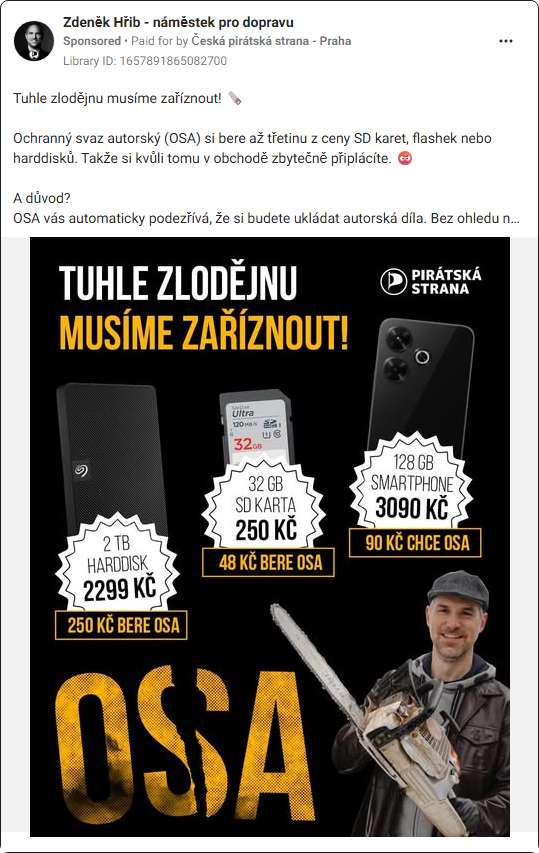 Zdeněk Hřib - náměstek pro dopravu
Sponsored • Paid for by Česká pirátská strana - Praha
Library ID: 1657891865082700
Tuhle zlodějnu musíme zaříznout! 🪚
Ochranný svaz autorský (OSA) si bere až třetinu z ceny SD karet, flashek nebo
harddisků. Takže si kvůli tomu v obchodě zbytečně připlácíte. 😡
A důvod?
OSA vás automaticky podezřívá, že si budete ukládat autorská díla. Bez ohledu n...
TUHLE ZLODĚJNU
MUSÍME ZAŘÍZNOUT!
PIRÁTSKÁ
STRANA
Ultra
120 MB/s
32GB
2 TB
HARDDISK
2299 KČ
250 KČ BERE OSA
32 GB
SD KARTA
250 KČ
48 KČ BERE OSA
128 GB
SMARTPHONE
3090 KČ
90 KČ CHCE OSA
OSA